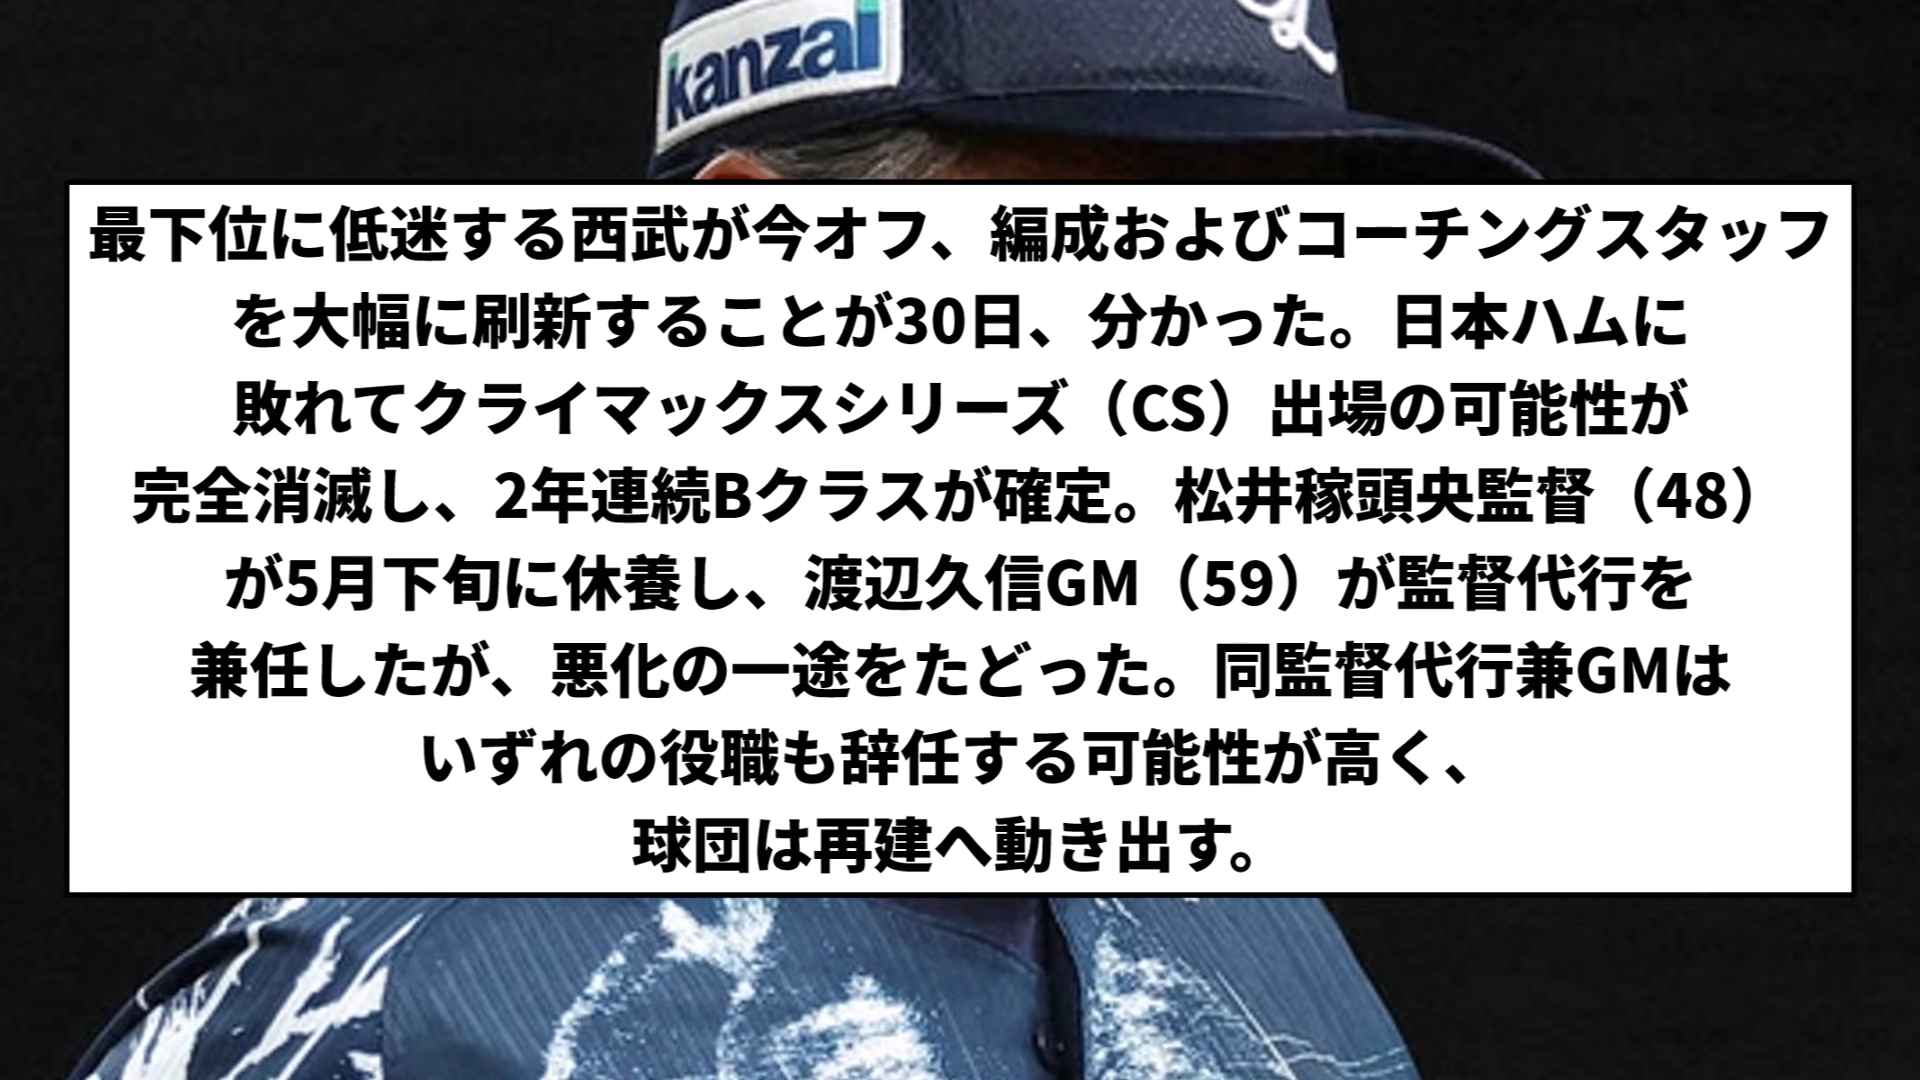 kanzai
L
最下位に低迷する西武が今オフ、編成およびコーチングスタッフ
を大幅に刷新することが30日、分かった。日本ハムに
敗れてクライマックスシリーズ（CS）出場の可能性が
完全消滅し、2年連続Bクラスが確定。松井稼頭央監督（48）
が5月下旬に休養し、渡辺久信GM（59）が監督代行を
兼任したが、悪化の一途をたどった。同監督代行兼GMは
いずれの役職も辞任する可能性が高く、
球団は再建へ動き出す。